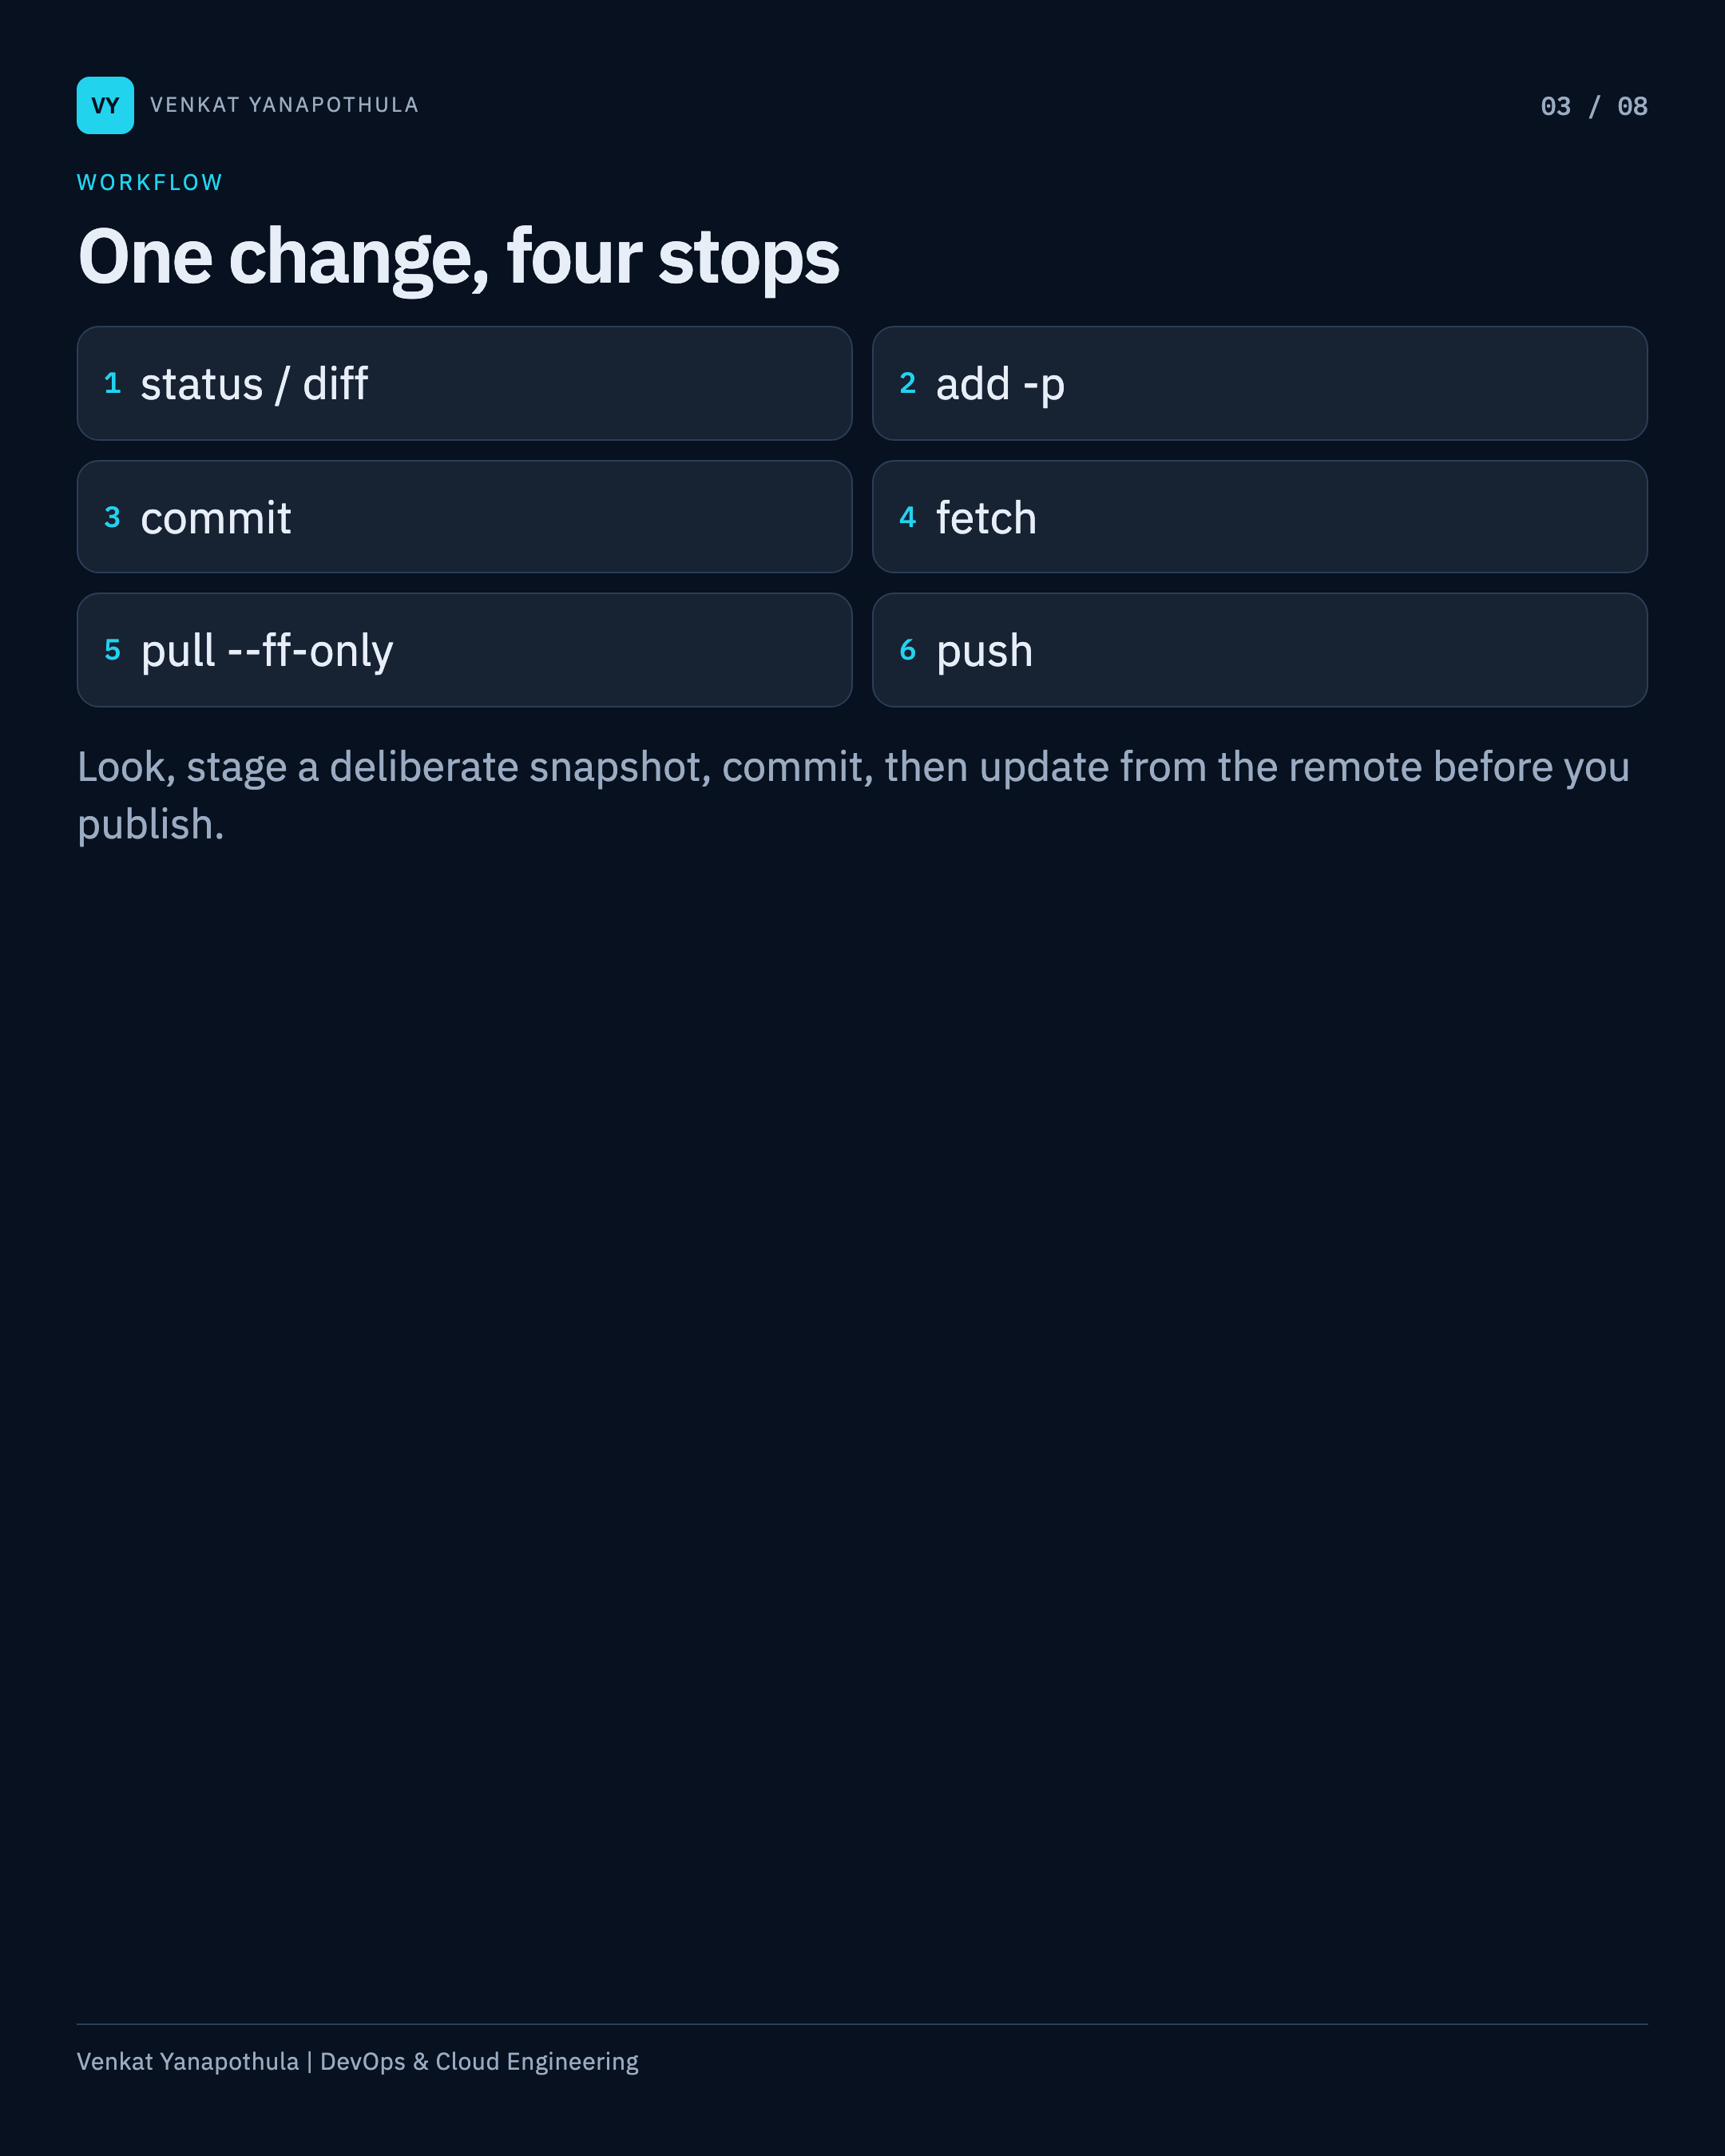 VY VENKAT YANAPOTHULA
03 / 08
WORKFLOW
One change, four stops
1 status / diff
2 add -p
3 commit
4 fetch
5 pull --ff-only
6 push
Look, stage a deliberate snapshot, commit, then update from the remote before you
publish.
Venkat Yanapothula | DevOps & Cloud Engineering